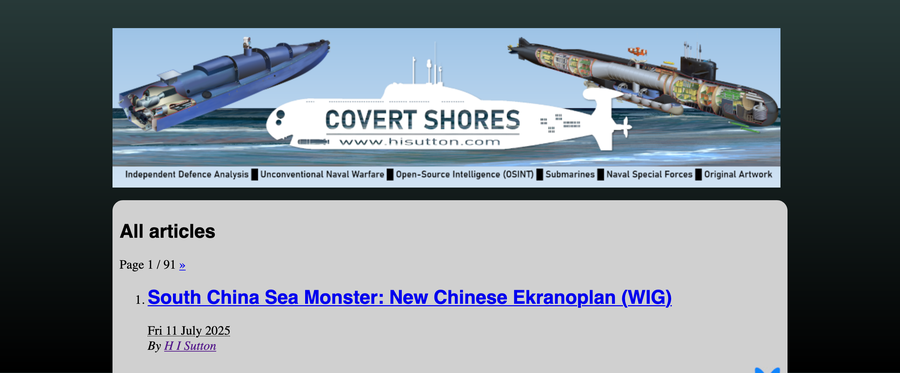 COVERT SHORES
www.hisutton.com
Independent Defence Analysis █ Unconventional Naval Warfare █ Open-Source Intelligence (OSINT) █ Submarines █ Naval Special Forces █ Original Artwork
All articles
Page 1 / 91 »
1. South China Sea Monster: New Chinese Ekranoplan (WIG)
Fri 11 July 2025
By H I Sutton